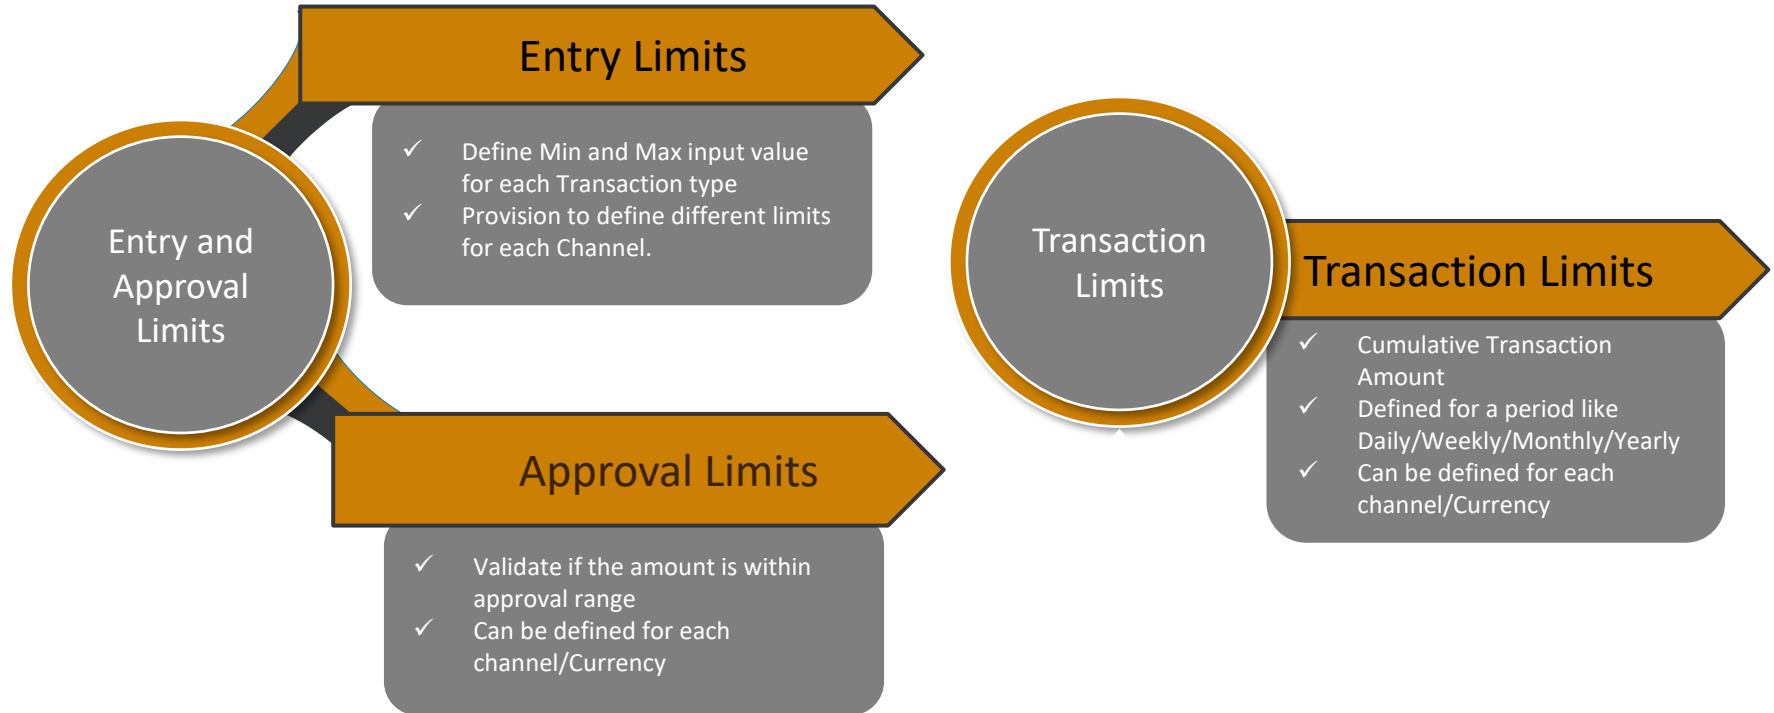 Entry and
Approval
Limits
Entry Limits
✓ Define Min and Max input value
for each Transaction type
✓ Provision to define different limits
for each Channel.
Approval Limits
✓ Validate if the amount is within
approval range
✓ Can be defined for each
channel/Currency
Transaction
Limits
Transaction Limits
✓ Cumulative Transaction
Amount
✓ Defined for a period like
Daily/Weekly/Monthly/Yearly
✓ Can be defined for each
channel/Currency